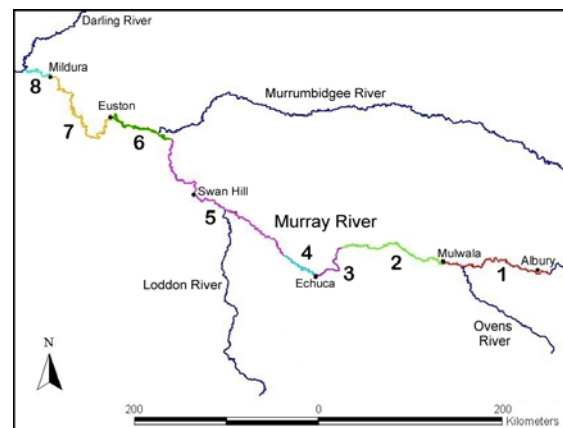 Darling River
Mildura
8
Murrumbidgee River
Euston
7
6
Swan Hill
5
Murray River
4
Mulwala
2
1
Albury
3
Echuca
Loddon River
Ovens
River
N
200
0
200
Kilometers